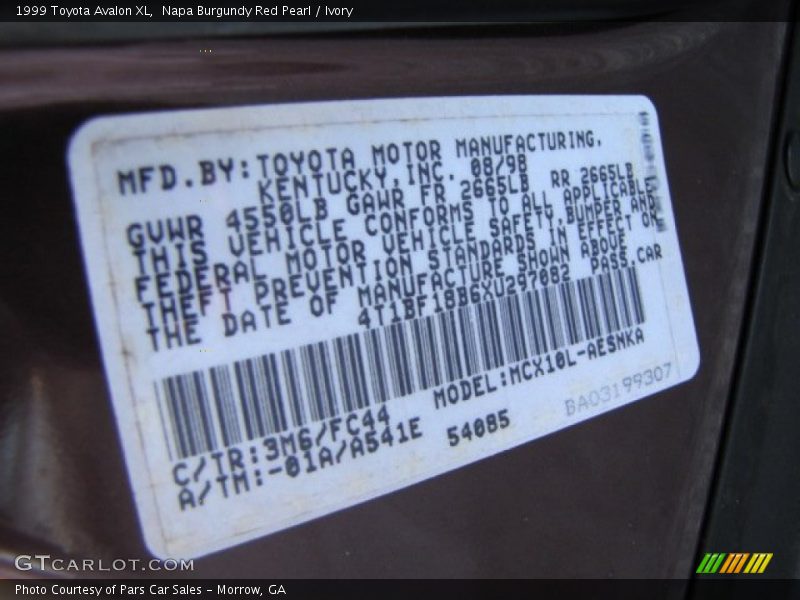 1999 Toyota Avalon XL,  Napa Burgundy Red Pearl / Ivory
MFD.BY:TOYOTA MOTOR MANUFACTURING,
KENTUCKY,INC. 08/98
GVWR 4550LB GAWR FR 2665LB  RR 2665LB
THIS VEHICLE CONFORMS TO ALL APPLICABLE
FEDERAL MOTOR VEHICLE SAFETY,BUMPER AND
THEFT PREVENTION STANDARDS IN EFFECT ON
THE DATE OF MANUFACTURE SHOWN ABOVE
4T1BF18B6XU297082  PASS.CAR
MODEL:MCX10L-AESNKA
C/TR:3M6/FC44
A/TM:-01A/A541E  54085
BA03199307
GTCARLOT.COM
Photo Courtesy of Pars Car Sales - Morrow, GA